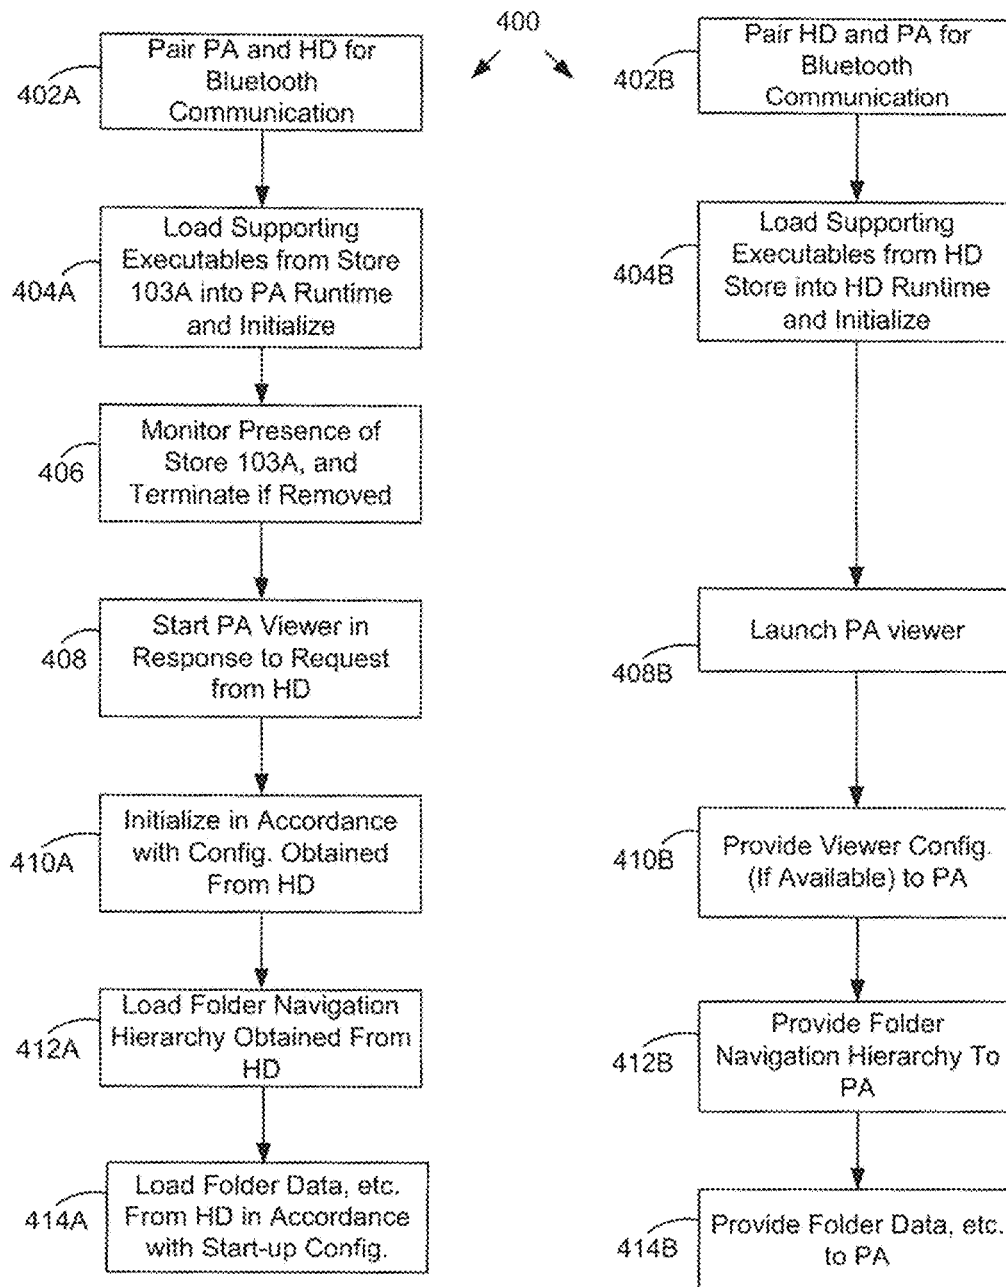 400
402A
Pair PA and HD for
Bluetooth
Communication
404A
Load Supporting
Executables from Store
103A into PA Runtime
and Initialize
406
Monitor Presence of
Store 103A, and
Terminate if Removed
408
Start PA Viewer in
Response to Request
from HD
410A
Initialize in Accordance
with Config. Obtained
From HD
412A
Load Folder Navigation
Hierarchy Obtained From
HD
414A
Load Folder Data, etc.
From HD in Accordance
with Start-up Config.
402B
Pair HD and PA for
Bluetooth
Communication
404B
Load Supporting
Executables from HD
Store into HD Runtime
and Initialize
408B
Launch PA viewer
410B
Provide Viewer Config.
(If Available) to PA
412B
Provide Folder
Navigation Hierarchy To
PA
414B
Provide Folder Data, etc.
to PA